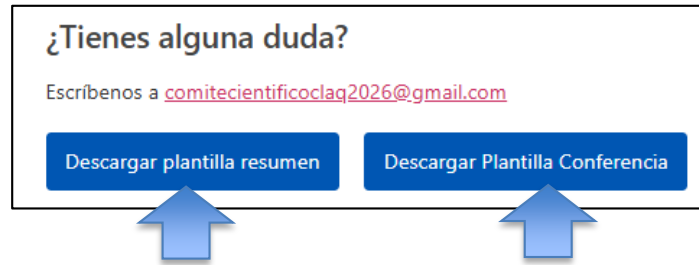 ¿Tienes alguna duda?
Escríbenos a comitecientificoclaq2026@gmail.com
Descargar plantilla resumen
Descargar Plantilla Conferencia